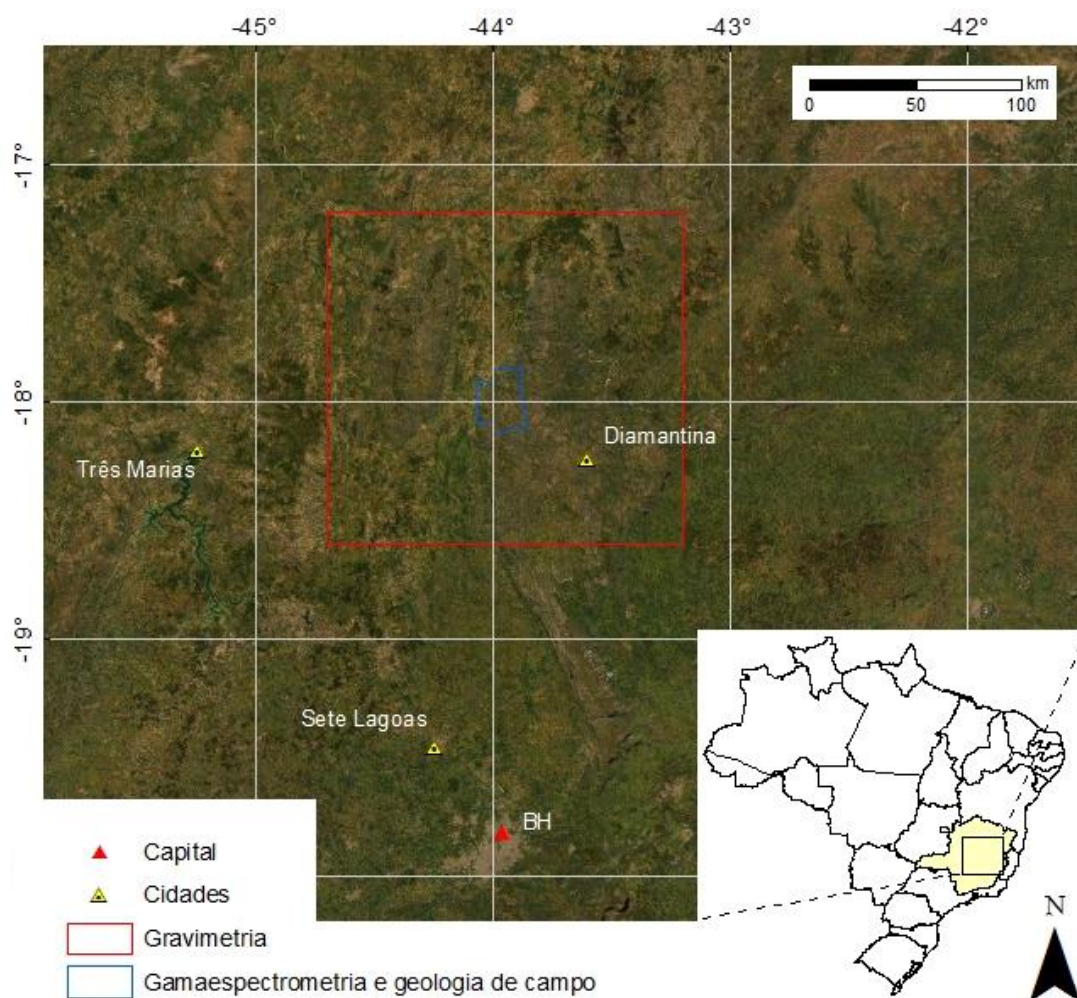 -45° -44° -43° -42°
km
0 50 100
-17°
-18°
Diamantina
Três Marias
-19°
Sete Lagoas
BH
Capital
Cidades
N
Gravimetria
Gamaespectrometria e geologia de campo